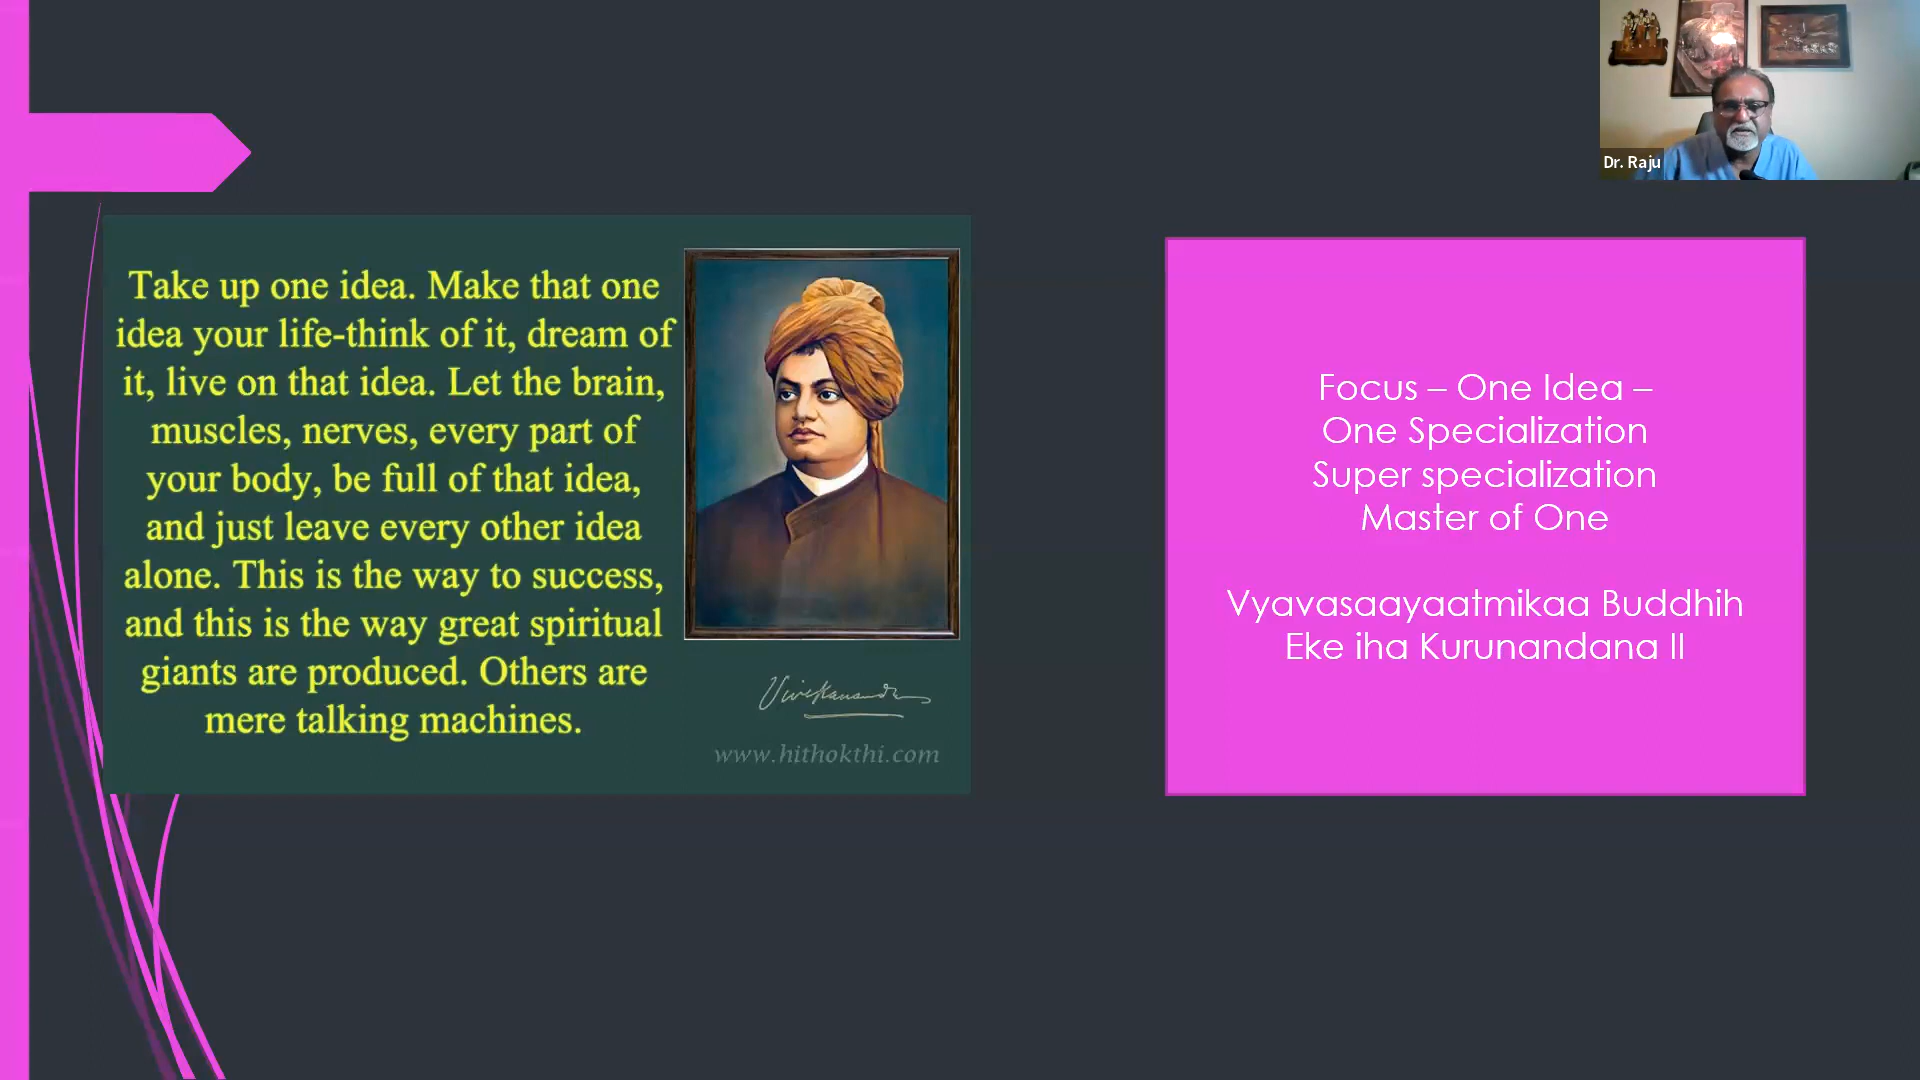 Dr. Raju
Take up one idea. Make that one
idea your life-think of it, dream of
it, live on that idea. Let the brain,
muscles, nerves, every part of
your body, be full of that idea,
and just leave every other idea
alone. This is the way to success,
and this is the way great spiritual
giants are produced. Others are
mere talking machines.
Vivekananda
www.hithokthi.com
Focus – One Idea –
One Specialization
Super specialization
Master of One
Vyavasaayaatmikaa Buddhih
Eke iha Kurunandana II